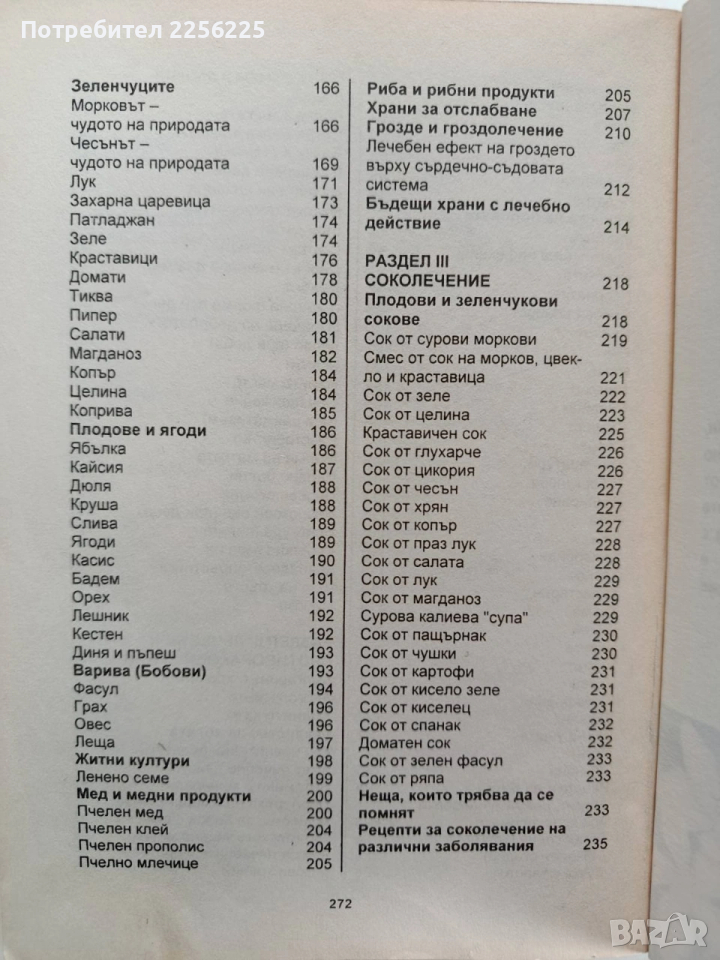 Потребител 2256225
Зеленчуците 166
Морковът –
чудото на природата 166
Чесънът –
чудото на природата 169
Лук 171
Захарна царевица 173
Патладжан 174
Зеле 174
Краставици 176
Домати 178
Тиква 180
Пипер 180
Салати 181
Магданоз 182
Копър 184
Целина 184
Коприва 185
Плодове и ягоди 186
Ябълка 186
Кайсия 187
Дюля 188
Круша 188
Слива 189
Ягоди 189
Касис 190
Бадем 191
Орех 191
Лешник 192
Кестен 192
Диня и пъпеш 193
Варива (Бобови) 193
Фасул 194
Грах 196
Овес 196
Леща 197
Житни култури 198
Ленено семе 199
Мед и медни продукти 200
Пчелен мед 200
Пчелен клей 204
Пчелен прополис 204
Пчелно млечице 205
Риба и рибни продукти 205
Храни за отслабване 207
Грозде и гроздолечение 210
Лечебен ефект на гроздето
върху сърдечно-съдовата
система 212
Бъдещи храни с лечебно
действие 214
РАЗДЕЛ III
СОКОЛЕЧЕНИЕ 218
Плодови и зеленчукови
сокове 218
Сок от сурови моркови 219
Смес от сок на морков, цвек-
ло и краставица 221
Сок от зеле 222
Сок от целина 223
Краставичен сок 225
Сок от глухарче 226
Сок от цикория 226
Сок от чесън 227
Сок от хрян 227
Сок от копър 227
Сок от праз лук 228
Сок от салата 228
Сок от лук 229
Сок от магданоз 229
Сурова калиева "супа" 229
Сок от пащърнак 230
Сок от чушки 230
Сок от картофи 231
Сок от кисело зеле 231
Сок от киселец 231
Сок от спанак 232
Доматен сок 232
Сок от зелен фасул 233
Сок от ряпа 233
Неща, които трябва да се
помнят 233
Рецепти за соколечение на
различни заболявания 235
272
BAZAR